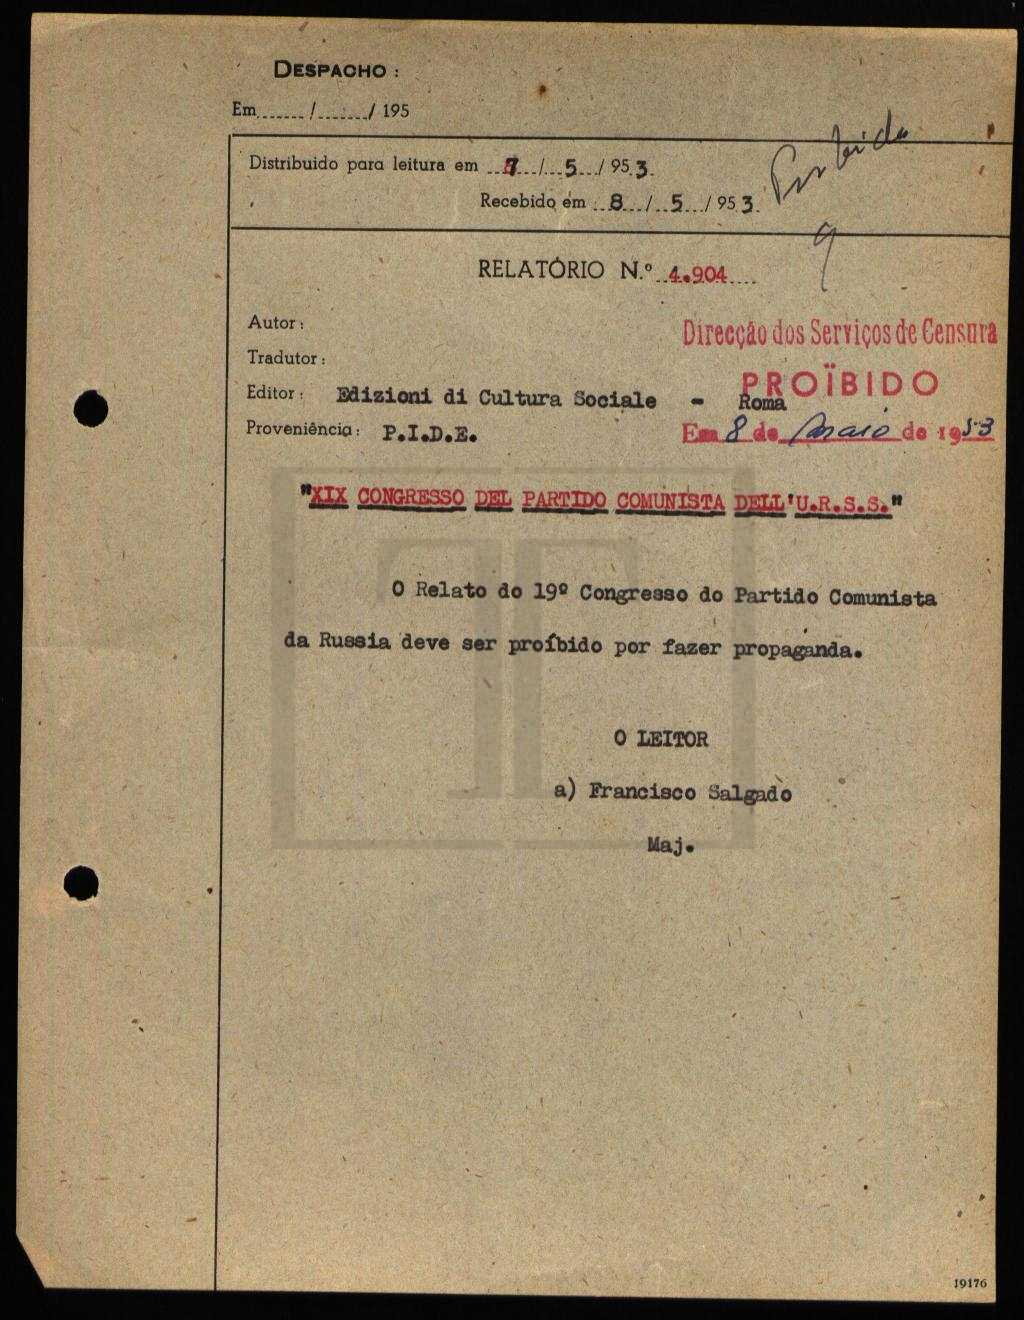 DESPACHO:
Em ....... / ....... / 195
Distribuido para leitura em 7 / 5 / 953.
Recebido em 8 / 5 / 953.
Proibido
RELATÓRIO N.º 4.904
Autor:
Direcção dos Serviços de Censura
Tradutor:
PROÏBIDO
Editor: Edizioni di Cultura Sociale - Roma
Proveniência: P.I.D.E.
Em 8 de Maio de 1953
"XIX CONGRESSO DEL PARTIDO COMUNISTA DELL'U.R.S.S."
O Relato do 19º Congresso do Partido Comunista
da Russia deve ser proíbido por fazer propaganda.
O LEITOR
a) Francisco Salgado
Maj.
19176